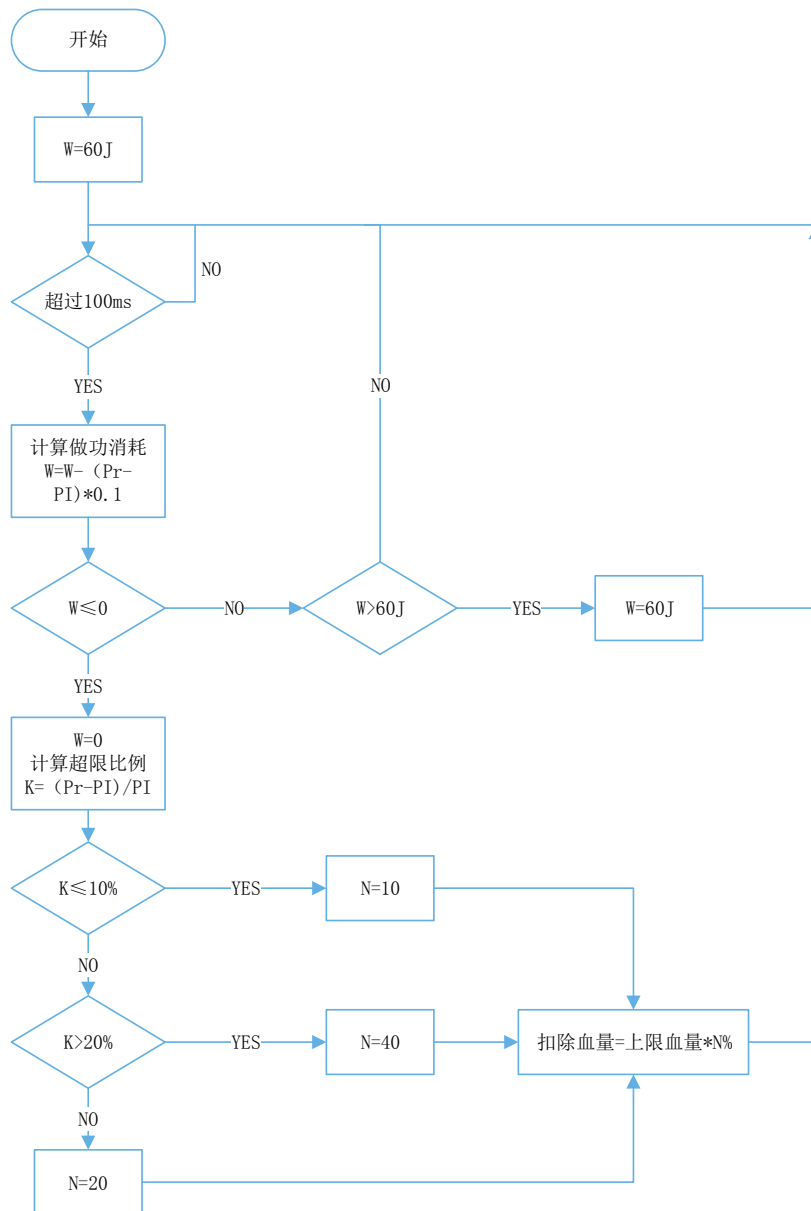 开始
W=60J
NO
超过100ms
YES
NO
计算做功消耗
W=W-（Pr-
PI)*0.1
W≤0
NO
W>60J
YES
W=60J
YES
W=0
计算超限比例
K=（Pr-PI)/PI
K≤10%
YES
N=10
NO
K>20%
YES
N=40
扣除血量=上限血量*N%
NO
N=20